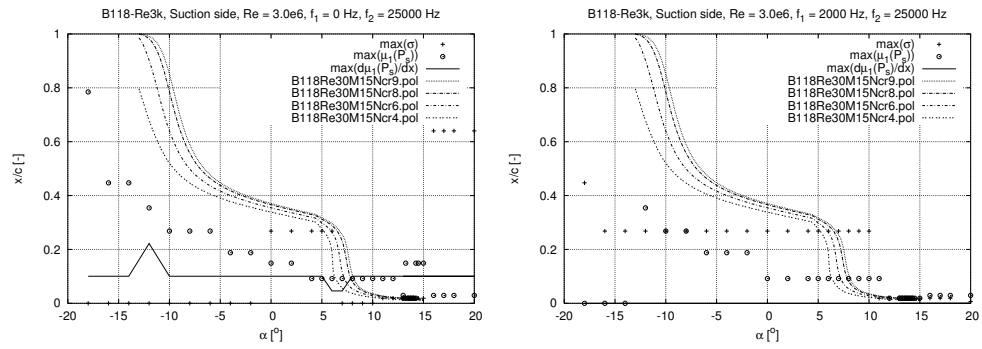 B118-Re3k, Suction side, Re = 3.0e6, f₁ = 0 Hz, f₂ = 25000 Hz
1
0.8
0.6
0.4
0.2
0
x/c [-]
max(σ)
max(μ₁(Pₛ))
max(dμ₁(Pₛ)/dx)
B118Re30M15Ncr9.pol
B118Re30M15Ncr8.pol
B118Re30M15Ncr6.pol
B118Re30M15Ncr4.pol
-20 -15 -10 -5 0 5 10 15 20
α [°]
B118-Re3k, Suction side, Re = 3.0e6, f₁ = 2000 Hz, f₂ = 25000 Hz
1
0.8
0.6
0.4
0.2
0
x/c [-]
max(σ)
max(μ₁(Pₛ))
max(dμ₁(Pₛ)/dx)
B118Re30M15Ncr9.pol
B118Re30M15Ncr8.pol
B118Re30M15Ncr6.pol
B118Re30M15Ncr4.pol
-20 -15 -10 -5 0 5 10 15 20
α [°]